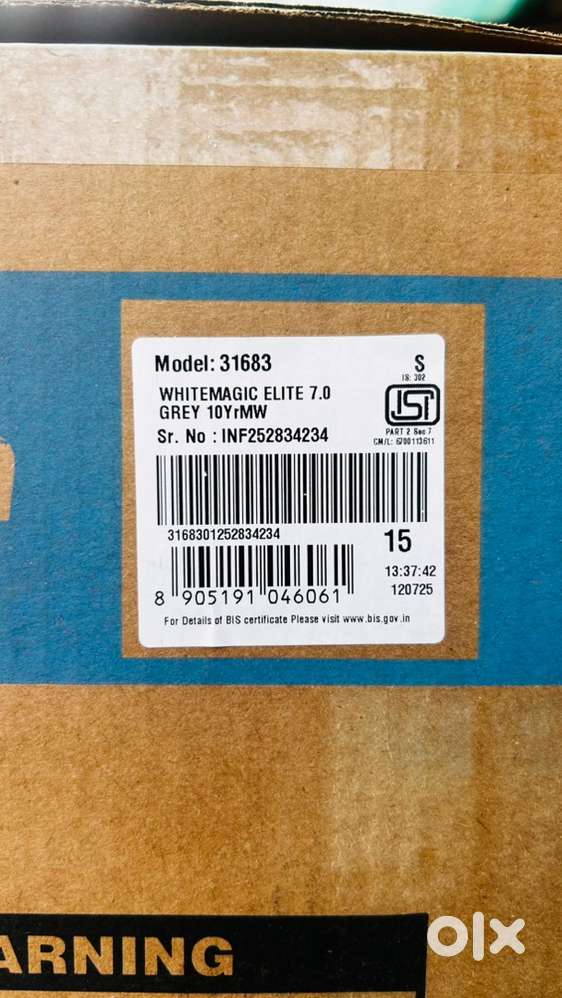 Model: 31683
S
IS: 302
WHITEMAGIC ELITE 7.0
GREY 10YrMW
PART 2 Sec 7
CM/L: 6700113611
Sr. No : INF252834234
3168301252834234
15
13:37:42
120725
8 905191 046061
For Details of BIS certificate Please visit www.bis.gov.in
ARNING
olx